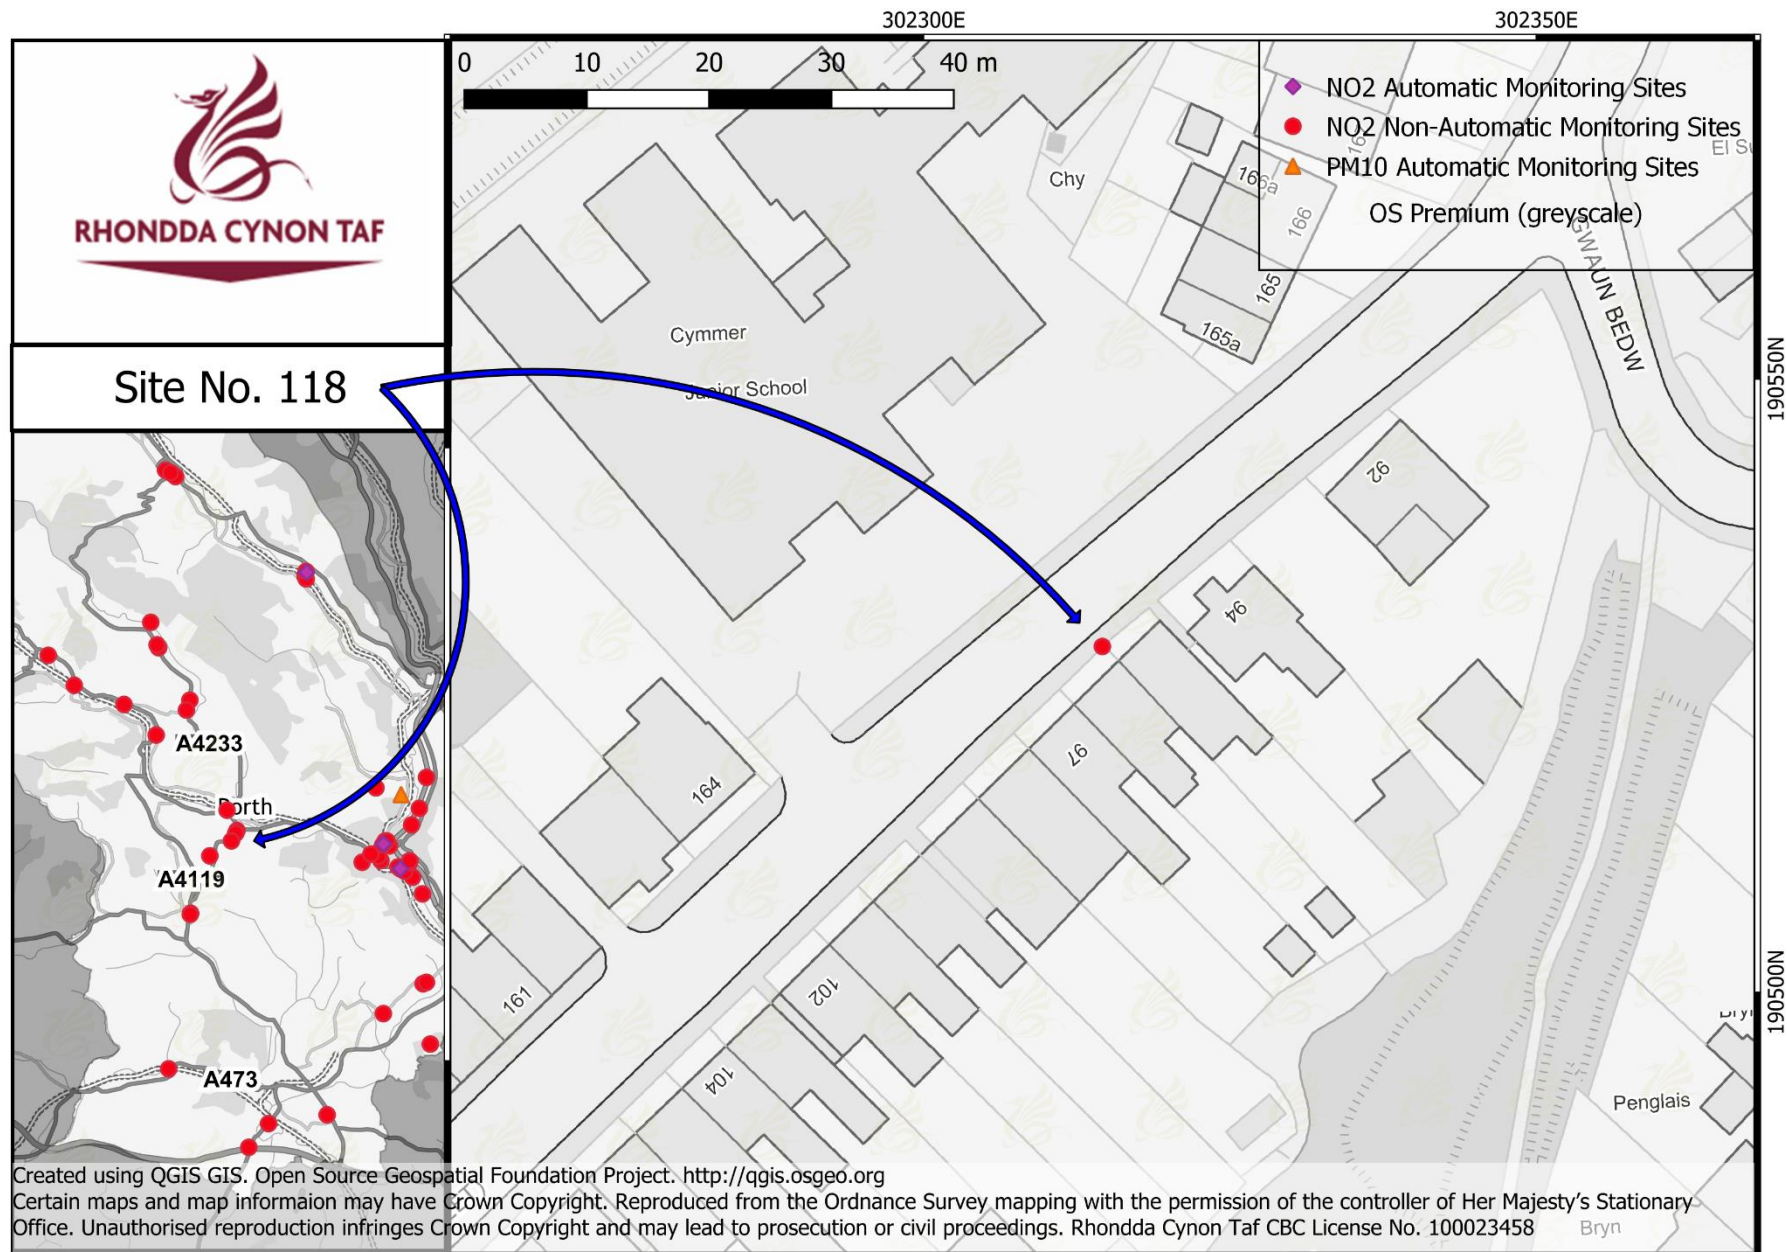 302300E
302350E
RHONDDA CYNON TAF
0 10 20 30 40 m
NO2 Automatic Monitoring Sites
NO2 Non-Automatic Monitoring Sites
PM10 Automatic Monitoring Sites
OS Premium (greyscale)
Chy
166a
166
165
165a
GWAUN BEDW
190550N
Cymmer
Junior School
Site No. 118
92
94
97
164
161
102
104
A4233
Porth
A4119
A473
190500N
Penglais
Bryn
Created using QGIS GIS. Open Source Geospatial Foundation Project. http://qgis.osgeo.org
Certain maps and map informaion may have Crown Copyright. Reproduced from the Ordnance Survey mapping with the permission of the controller of Her Majesty's Stationary
Office. Unauthorised reproduction infringes Crown Copyright and may lead to prosecution or civil proceedings. Rhondda Cynon Taf CBC License No. 100023458